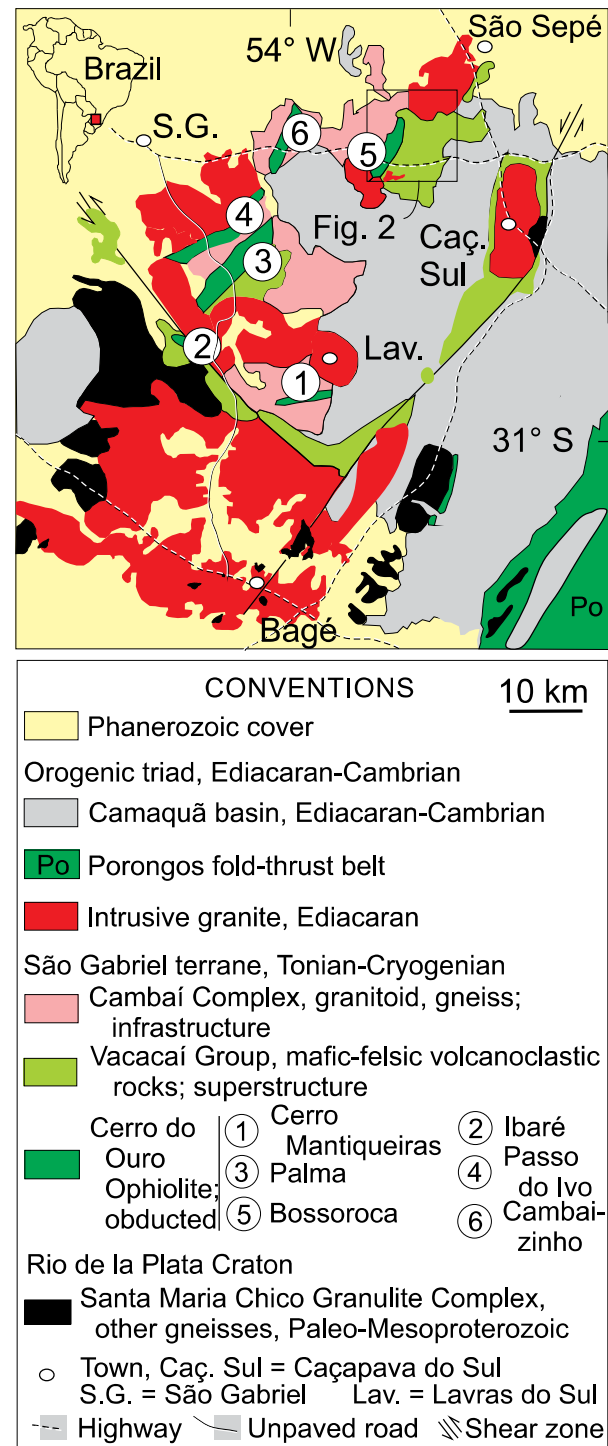 São Sepé
54° W
Brazil
S.G.
6
5
4
Fig. 2
Caç.
Sul
3
2
Lav.
1
31° S
Po
Bagé
CONVENTIONS
10 km
Phanerozoic cover
Orogenic triad, Ediacaran-Cambrian
Camaquã basin, Ediacaran-Cambrian
Po Porongos fold-thrust belt
Intrusive granite, Ediacaran
São Gabriel terrane, Tonian-Cryogenian
Cambaí Complex, granitoid, gneiss;
infrastructure
Vacacaí Group, mafic-felsic volcanoclastic
rocks; superstructure
Cerro do
Ouro
Ophiolite;
obducted
1 Cerro
Mantiqueiras
2 Ibaré
3 Palma
4 Passo
do Ivo
5 Bossoroca
6 Cambai-
zinho
Rio de la Plata Craton
Santa Maria Chico Granulite Complex,
other gneisses, Paleo-Mesoproterozoic
Town, Caç. Sul = Caçapava do Sul
S.G. = São Gabriel Lav. = Lavras do Sul
Highway Unpaved road Shear zone